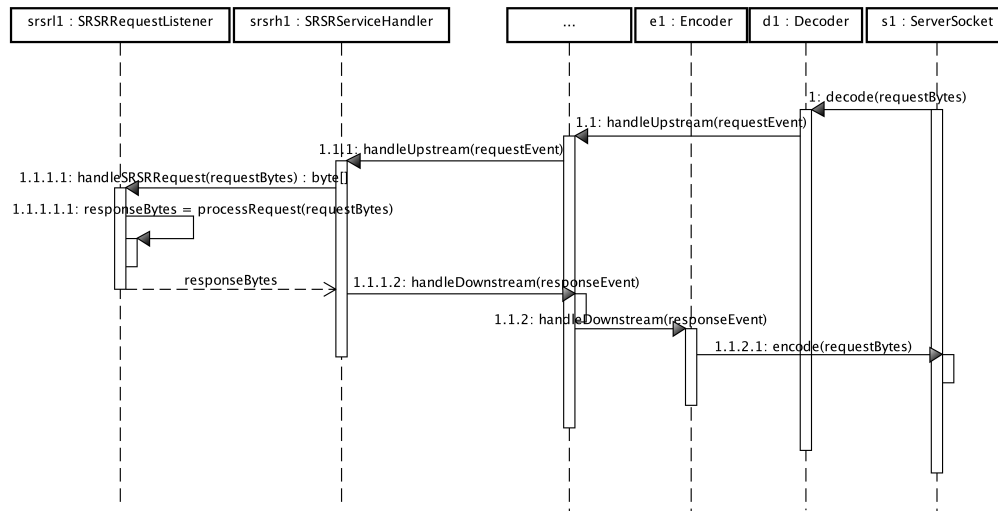 srsrl1 : SRSRRequestListener
srsrh1 : SRSRServiceHandler
...
e1 : Encoder
d1 : Decoder
s1 : ServerSocket
1: decode(requestBytes)
1.1: handleUpstream(requestEvent)
1.1.1: handleUpstream(requestEvent)
1.1.1.1: handleSRSRRequest(requestBytes) : byte[]
1.1.1.1.1: responseBytes = processRequest(requestBytes)
responseBytes
1.1.1.2: handleDownstream(responseEvent)
1.1.2: handleDownstream(responseEvent)
1.1.2.1: encode(requestBytes)